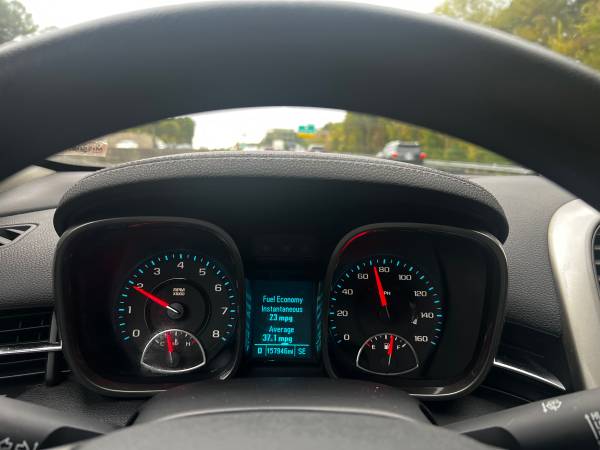 0 1 2 3 4 5 6 7 8
RPM
X1000
C H
Fuel Economy
Instantaneous
23 mpg
Average
37.1 mpg
D 157946mi SE
0 20 40 60 80 100 120 140 160
MPH
E F